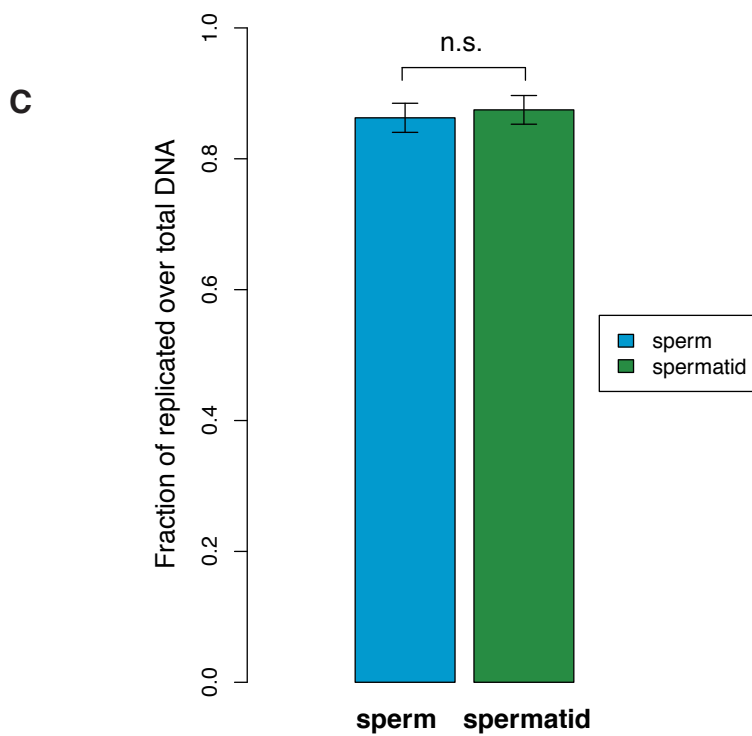 C
n.s.
Fraction of replicated over total DNA
1.0
0.8
0.6
0.4
0.2
0.0
sperm
spermatid
sperm spermatid